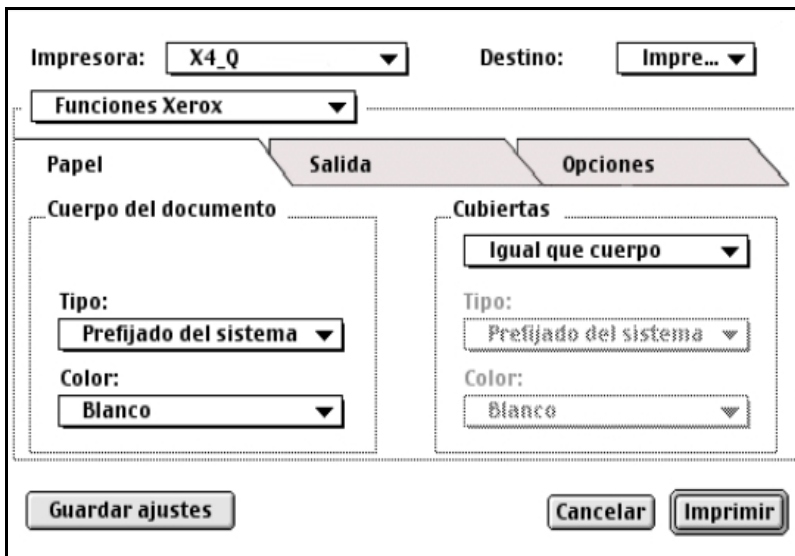 Impresora: X4_Q Destino: Impre...
Funciones Xerox
Papel Salida Opciones
Cuerpo del documento Cubiertas
Igual que cuerpo
Tipo: Tipo:
Prefijado del sistema Prefijado del sistema
Color: Color:
Blanco Blanco
Guardar ajustes Cancelar Imprimir